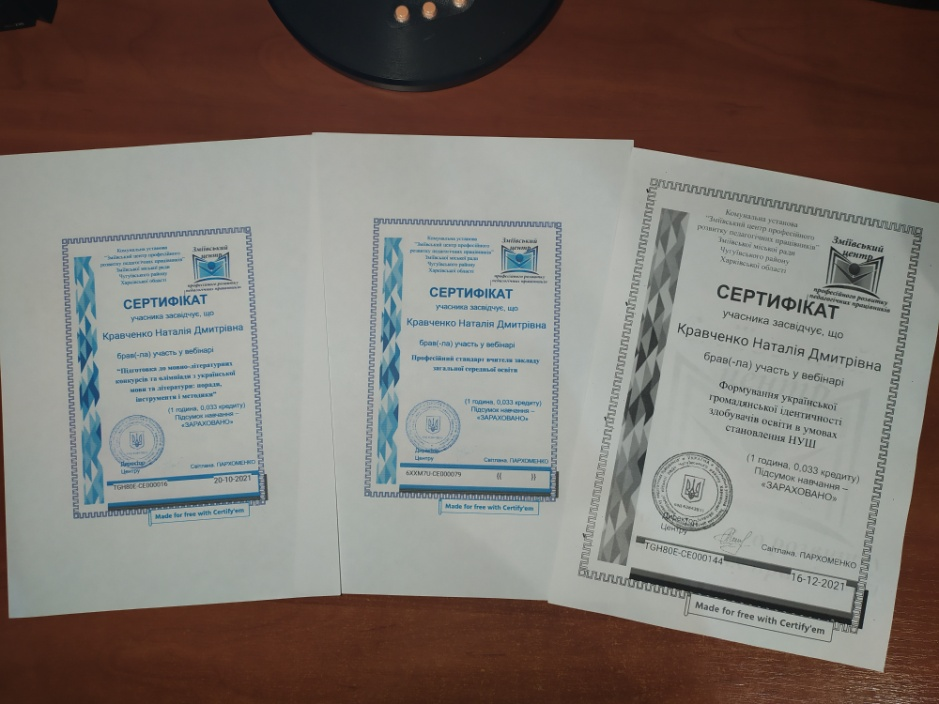 Комунальна установа
"Зміївський центр професійного
розвитку педагогічних працівників"
Зміївської міської ради
Чугуївського району
Харківської області
Зміївський
центр
професійного розвитку
педагогічних працівників
СЕРТИФІКАТ
учасника засвідчує, що
Кравченко Наталія Дмитрівна
брав(-ла) участь у вебінарі
"Підготовка до мовно-літературних
конкурсів та олімпіади з української
мови та літератури: поради,
інструменти і методики"
(1 година, 0,033 кредиту)
Підсумок навчання –
«ЗАРАХОВАНО»
Директор
Центру
Світлана ПАРХОМЕНКО
TGH80E-CE000016
20-10-2021
Made for free with Certify'em
Комунальна установа
"Зміївський центр професійного
розвитку педагогічних працівників"
Зміївської міської ради
Чугуївського району
Харківської області
Зміївський
центр
професійного розвитку
педагогічних працівників
СЕРТИФІКАТ
учасника засвідчує, що
Кравченко Наталія Дмитрівна
брав(-ла) участь у вебінарі
Професійний стандарт вчителя закладу
загальної середньої освіти
(1 година, 0,033 кредиту)
Підсумок навчання –
«ЗАРАХОВАНО»
Директор
Центру
Світлана ПАРХОМЕНКО
6XXM7U-CE000079
{{ }}
Made for free with Certify'em
Комунальна установа
"Зміївський центр професійного
розвитку педагогічних працівників"
Зміївської міської ради
Чугуївського району
Харківської області
Зміївський
центр
професійного розвитку
педагогічних працівників
СЕРТИФІКАТ
учасника засвідчує, що
Кравченко Наталія Дмитрівна
брав(-ла) участь у вебінарі
Формування української
громадянської ідентичності
здобувачів освіти в умовах
становлення НУШ
(1 година, 0,033 кредиту)
Підсумок навчання –
«ЗАРАХОВАНО»
Директор
Центру
Світлана ПАРХОМЕНКО
TGH80E-CE000144
16-12-2021
Made for free with Certify'em